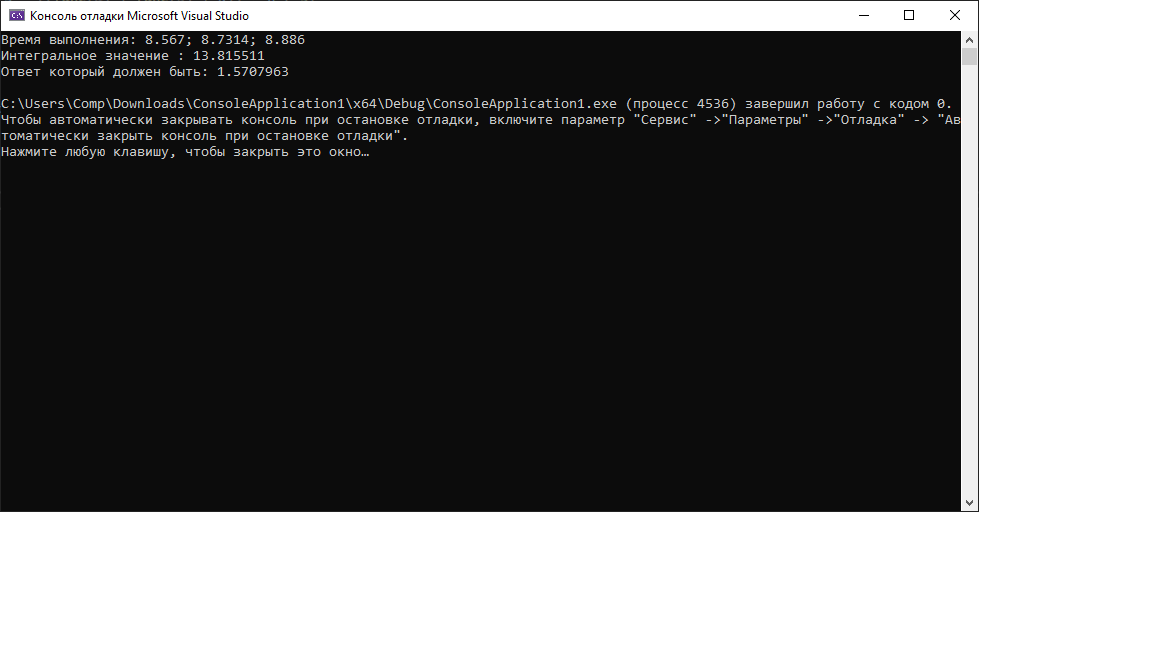 Консоль отладки Microsoft Visual Studio
Время выполнения: 8.567; 8.7314; 8.886
Интегральное значение : 13.815511
Ответ который должен быть: 1.5707963
C:\Users\Comp\Downloads\ConsoleApplication1\x64\Debug\ConsoleApplication1.exe (процесс 4536) завершил работу с кодом 0.
Чтобы автоматически закрывать консоль при остановке отладки, включите параметр "Сервис" ->"Параметры" ->"Отладка" -> "Ав
томатически закрыть консоль при остановке отладки".
Нажмите любую клавишу, чтобы закрыть это окно…